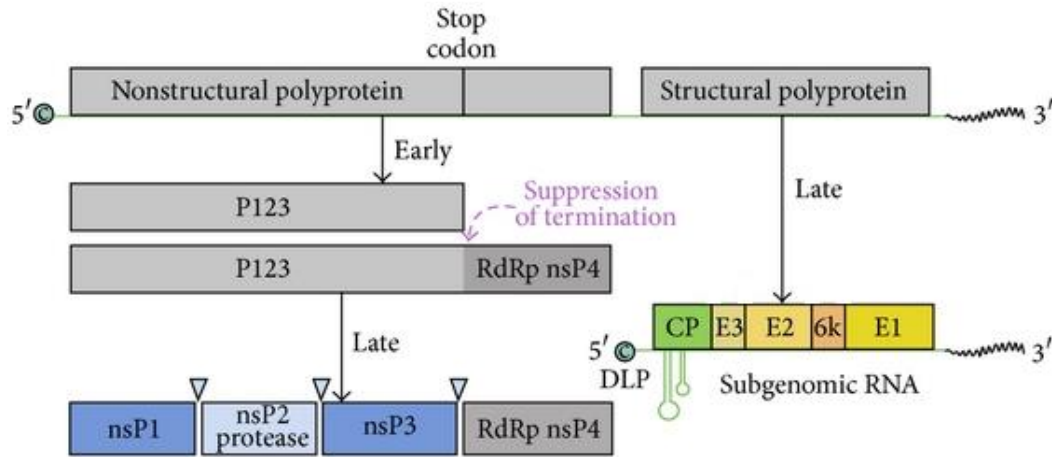 Stop
codon
Nonstructural polyprotein
Structural polyprotein
5′ C
3′
Early
Late
P123
Suppression
of termination
P123
RdRp nsP4
Late
CP E3 E2 6k E1
5′ C
3′
DLP
Subgenomic RNA
nsP1
nsP2
protease
nsP3
RdRp nsP4